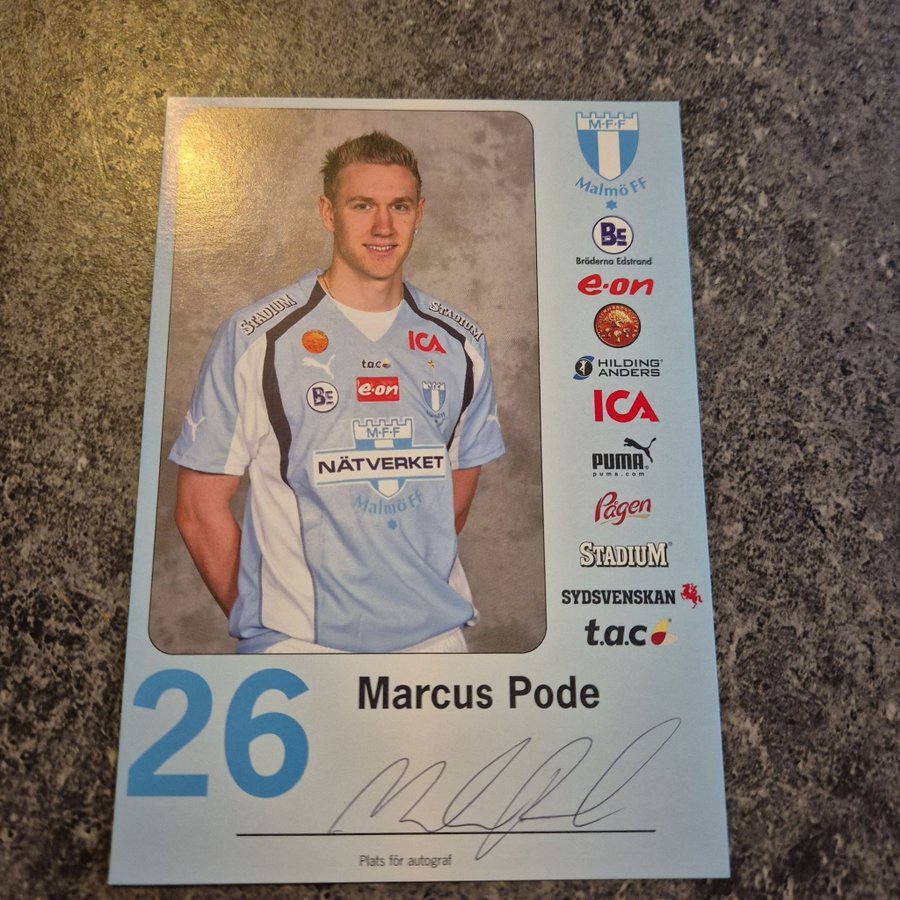 M·F·F
Malmö FF
BE
Bröderna Edstrand
e·on
HILDING
ANDERS
ICA
PUMA
puma.com
Pågen
STADIUM
SYDSVENSKAN
t.a.c
STADIUM
STADIUM
ICA
t.a.c
BE
e·on
M·F·F
NÄTVERKET
Malmö FF
26
Marcus Pode
Plats för autograf